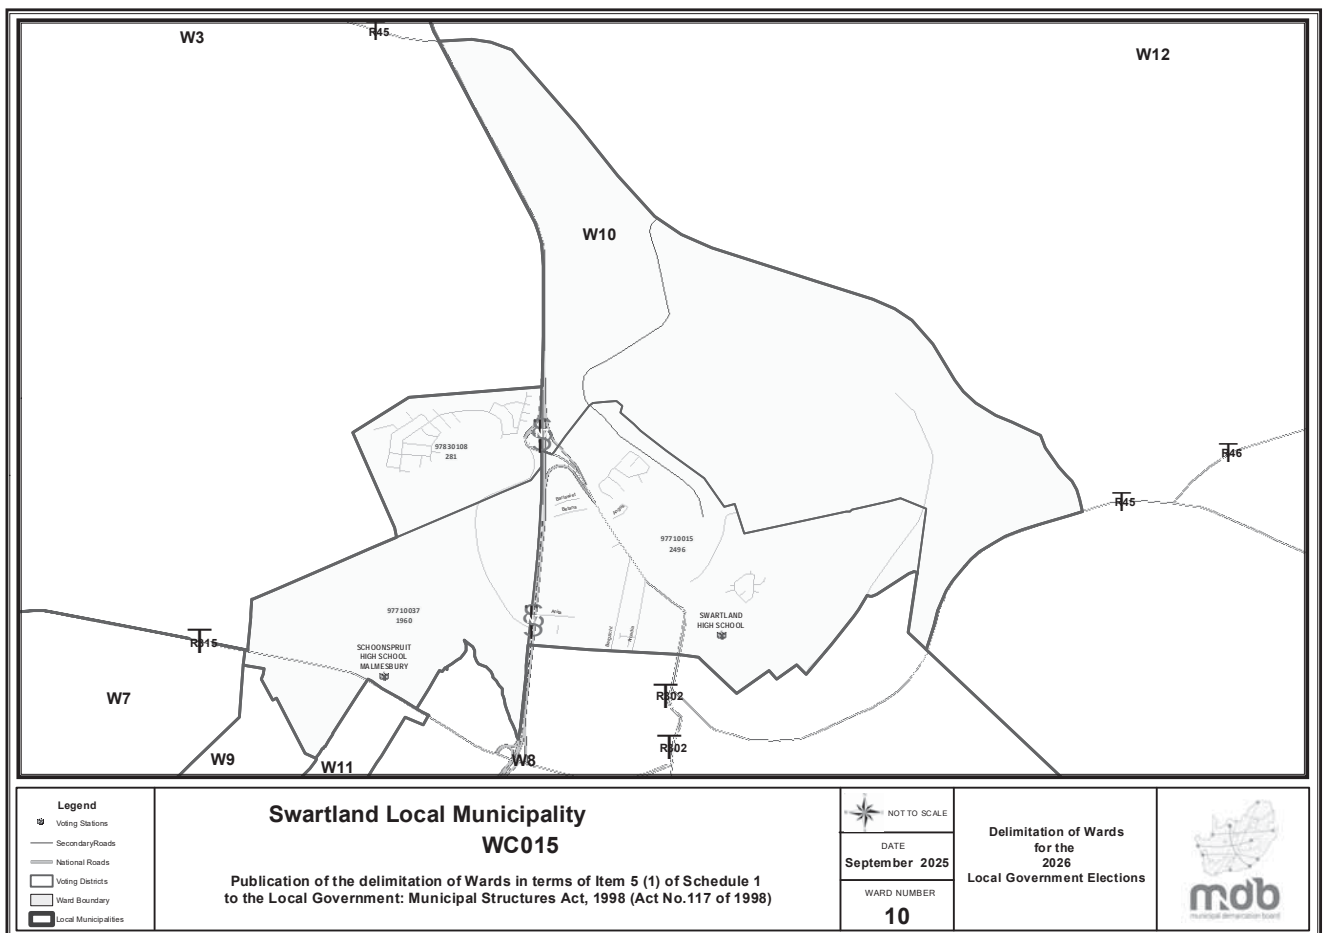 W3
R45
W12
W10
R46
R45
97830108
281
97710015
2496
97710037
1960
SWARTLAND
HIGH SCHOOL
SCHOONSPRUIT
HIGH SCHOOL
MALMESBURY
R315
R302
R302
W7
W9
W11
W8
Legend
Voting Stations
SecondaryRoads
National Roads
Voting Districts
Ward Boundary
Local Municipalities
Swartland Local Municipality
WC015
Publication of the delimitation of Wards in terms of Item 5 (1) of Schedule 1
to the Local Government: Municipal Structures Act, 1998 (Act No.117 of 1998)
NOT TO SCALE
DATE
September 2025
WARD NUMBER
10
Delimitation of Wards
for the
2026
Local Government Elections
mdb
municipal demarcation board